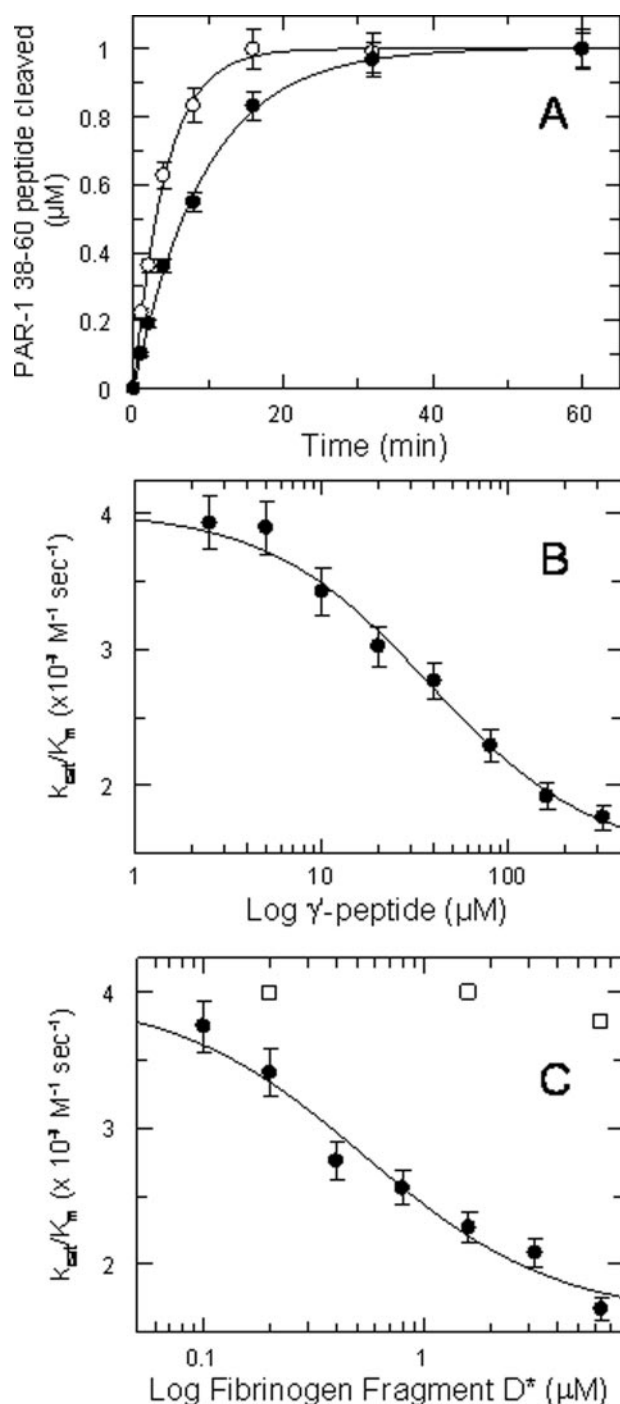 PAR-1 38-60 peptide cleaved
(µM)
1
0.8
0.6
0.4
0.2
0
A
0 20 40 60
Time (min)
k_cat/K_m (x10⁻³ M⁻¹ sec⁻¹)
4
3
2
B
1 10 100
Log γ'-peptide (µM)
k_cat/K_m (x 10⁻³ M⁻¹ sec⁻¹)
4
3
2
C
0.1 1
Log Fibrinogen Fragment D* (µM)